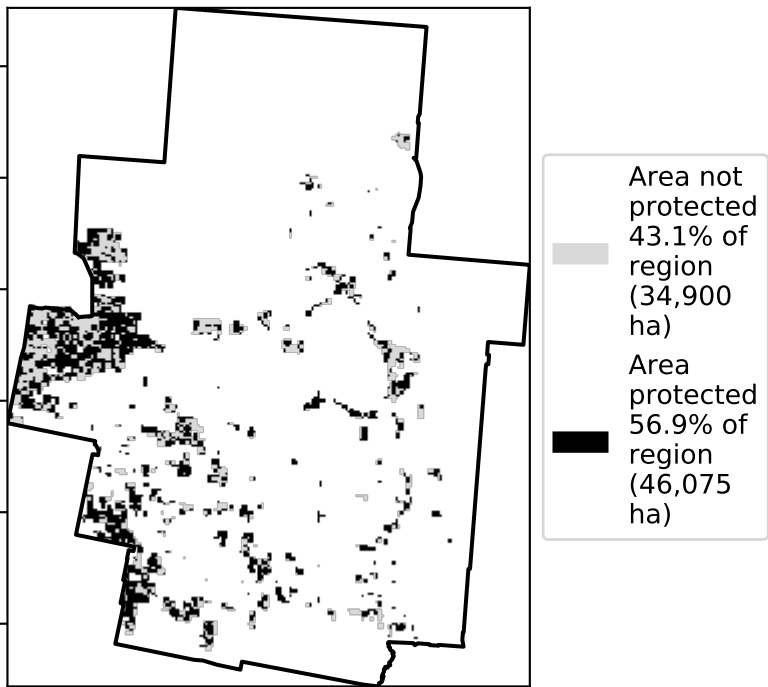 Area not
protected
43.1% of
region
(34,900
ha)
Area
protected
56.9% of
region
(46,075
ha)